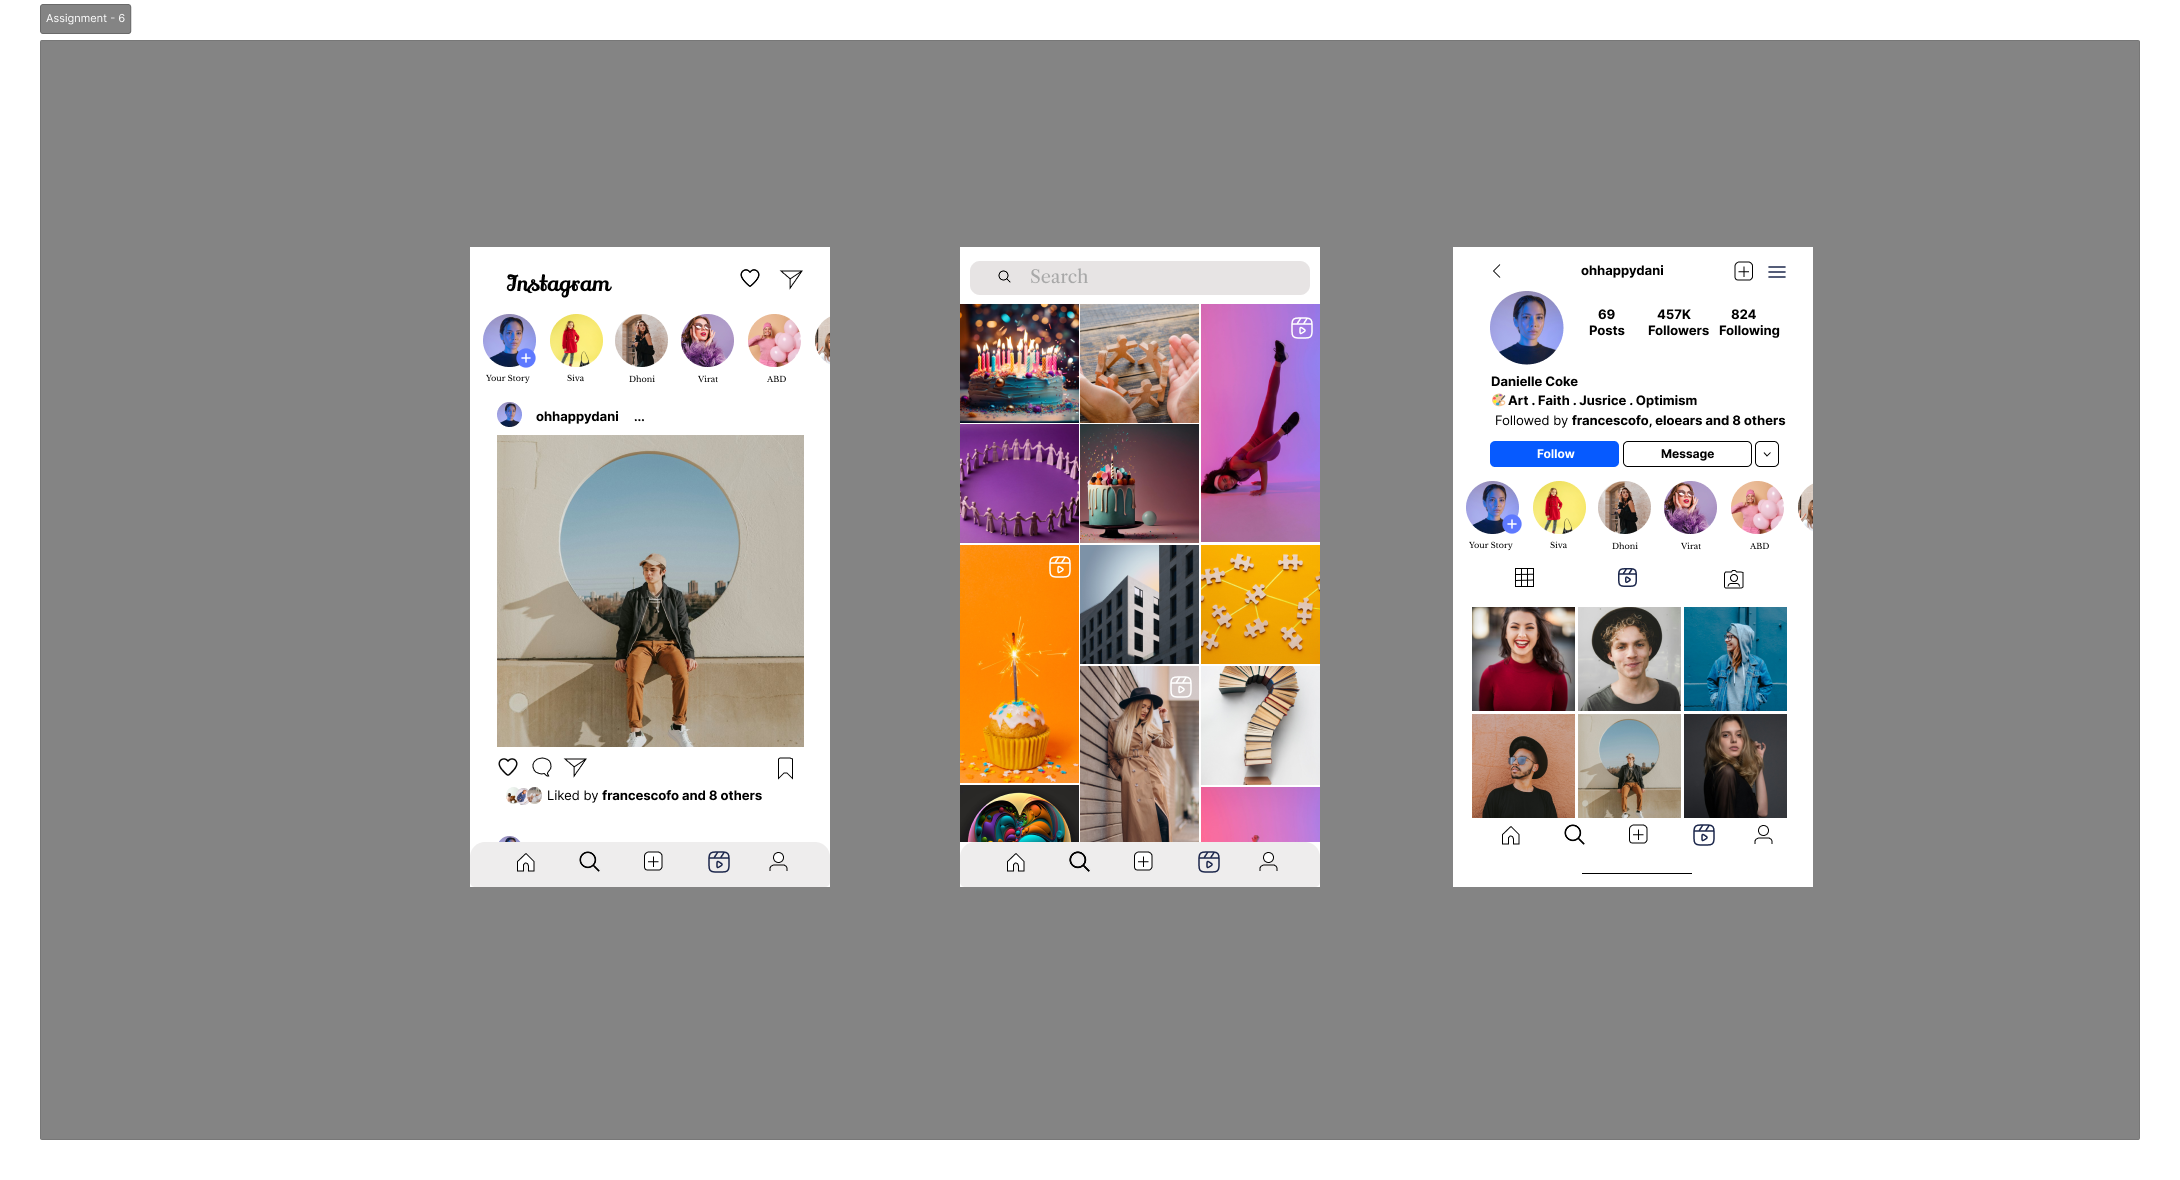 Assignment - 6
Instagram
Your Story
Siva
Dhoni
Virat
ABD
ohhappydani ...
Liked by francescofo and 8 others
Search
ohhappydani
69 457K 824
Posts Followers Following
Danielle Coke
Art . Faith . Jusrice . Optimism
Followed by francescofo, eloears and 8 others
Follow
Message
Your Story
Siva
Dhoni
Virat
ABD